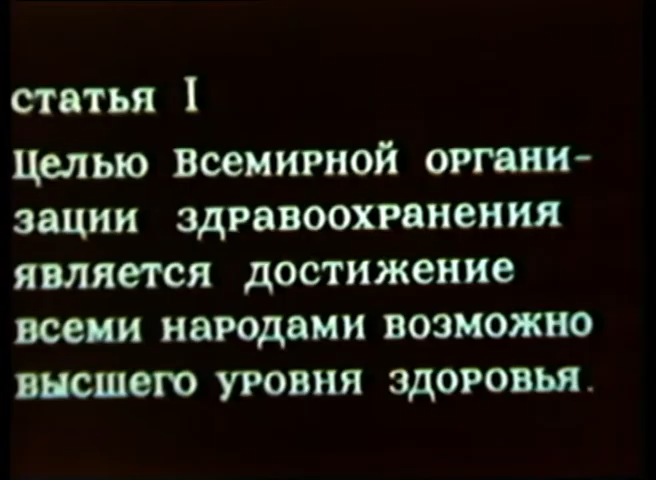 статья I
Целью Всемирной органи-
зации здравоохранения
является достижение
всеми народами возможно
высшего уровня здоровья.